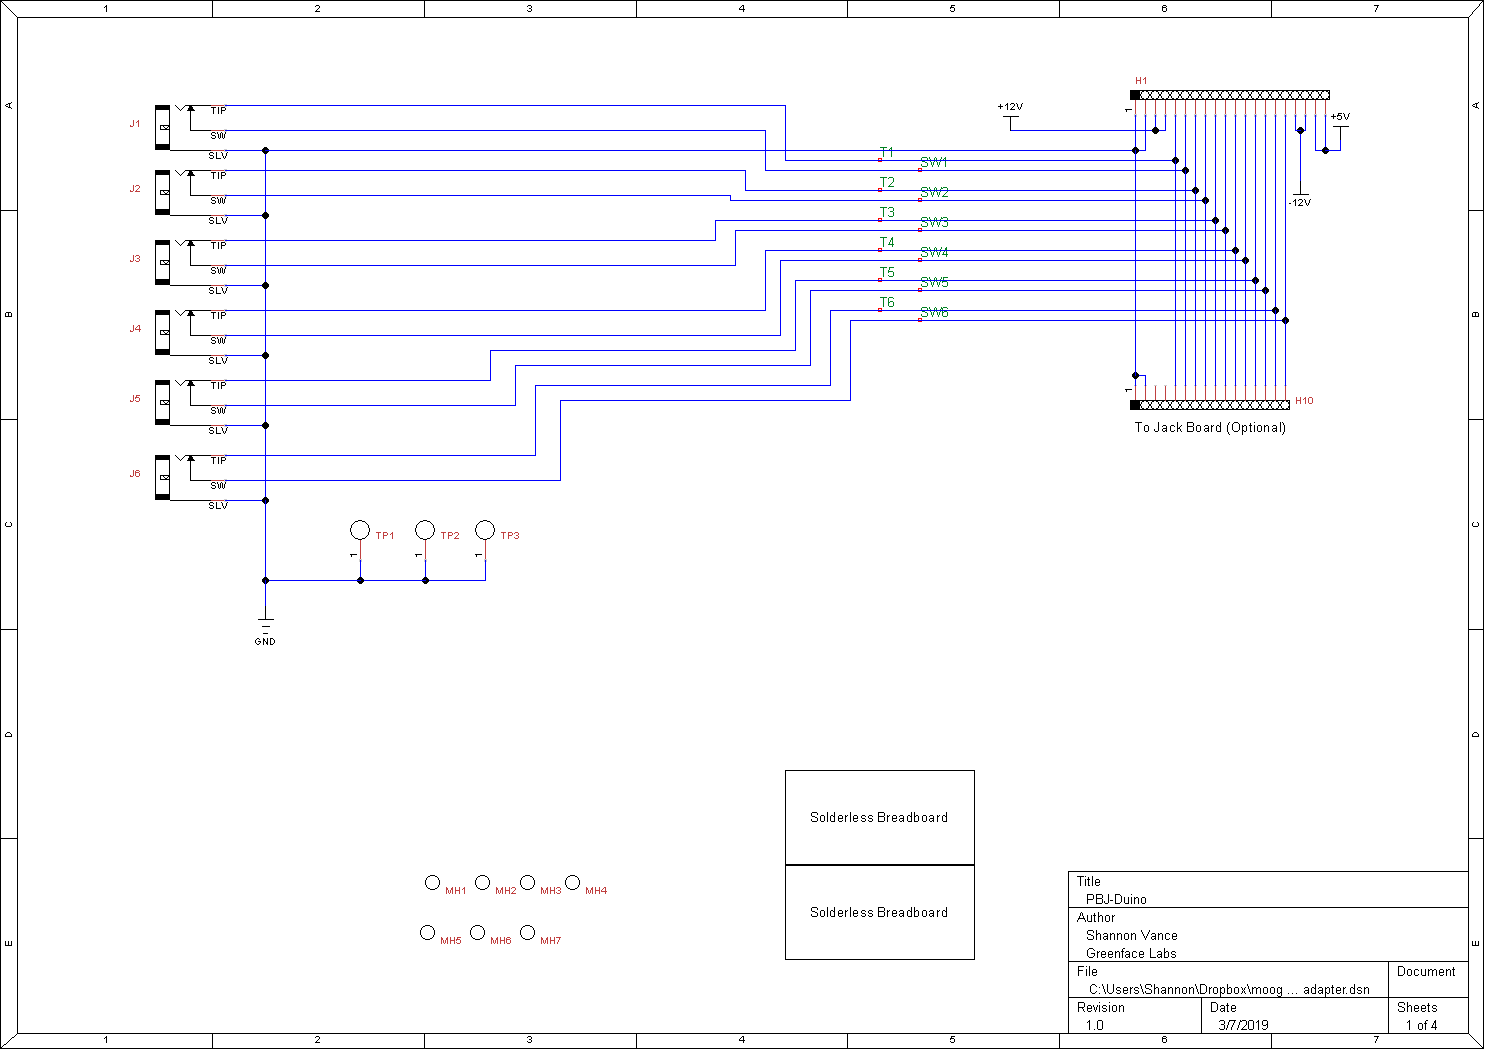 1 2 3 4 5 6 7
A A
H1
1
+12V
+5V
-12V
J1
TIP
SW
SLV
J2
TIP
SW
SLV
J3
TIP
SW
SLV
J4
TIP
SW
SLV
J5
TIP
SW
SLV
J6
TIP
SW
SLV
T1
SW1
T2
SW2
T3
SW3
T4
SW4
T5
SW5
T6
SW6
B B
1
H10
To Jack Board (Optional)
C C
TP1 TP2 TP3
1 1 1
GND
D D
Solderless Breadboard
Solderless Breadboard
MH1 MH2 MH3 MH4
MH5 MH6 MH7
E E
Title
PBJ-Duino
Author
Shannon Vance
Greenface Labs
File
C:\Users\Shannon\Dropbox\moog ... adapter.dsn
Document
Revision
1.0
Date
3/7/2019
Sheets
1 of 4
1 2 3 4 5 6 7